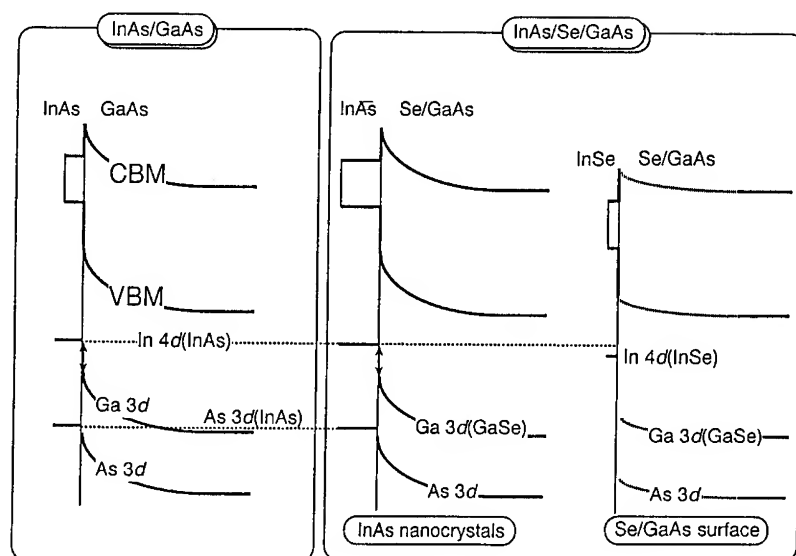 InAs/GaAs
InAs GaAs
CBM
VBM
In 4d(InAs)
Ga 3d
As 3d(InAs)
As 3d
InAs/Se/GaAs
InAs Se/GaAs
Ga 3d(GaSe)
As 3d
InAs nanocrystals
InSe Se/GaAs
In 4d(InSe)
Ga 3d(GaSe)
As 3d
Se/GaAs surface